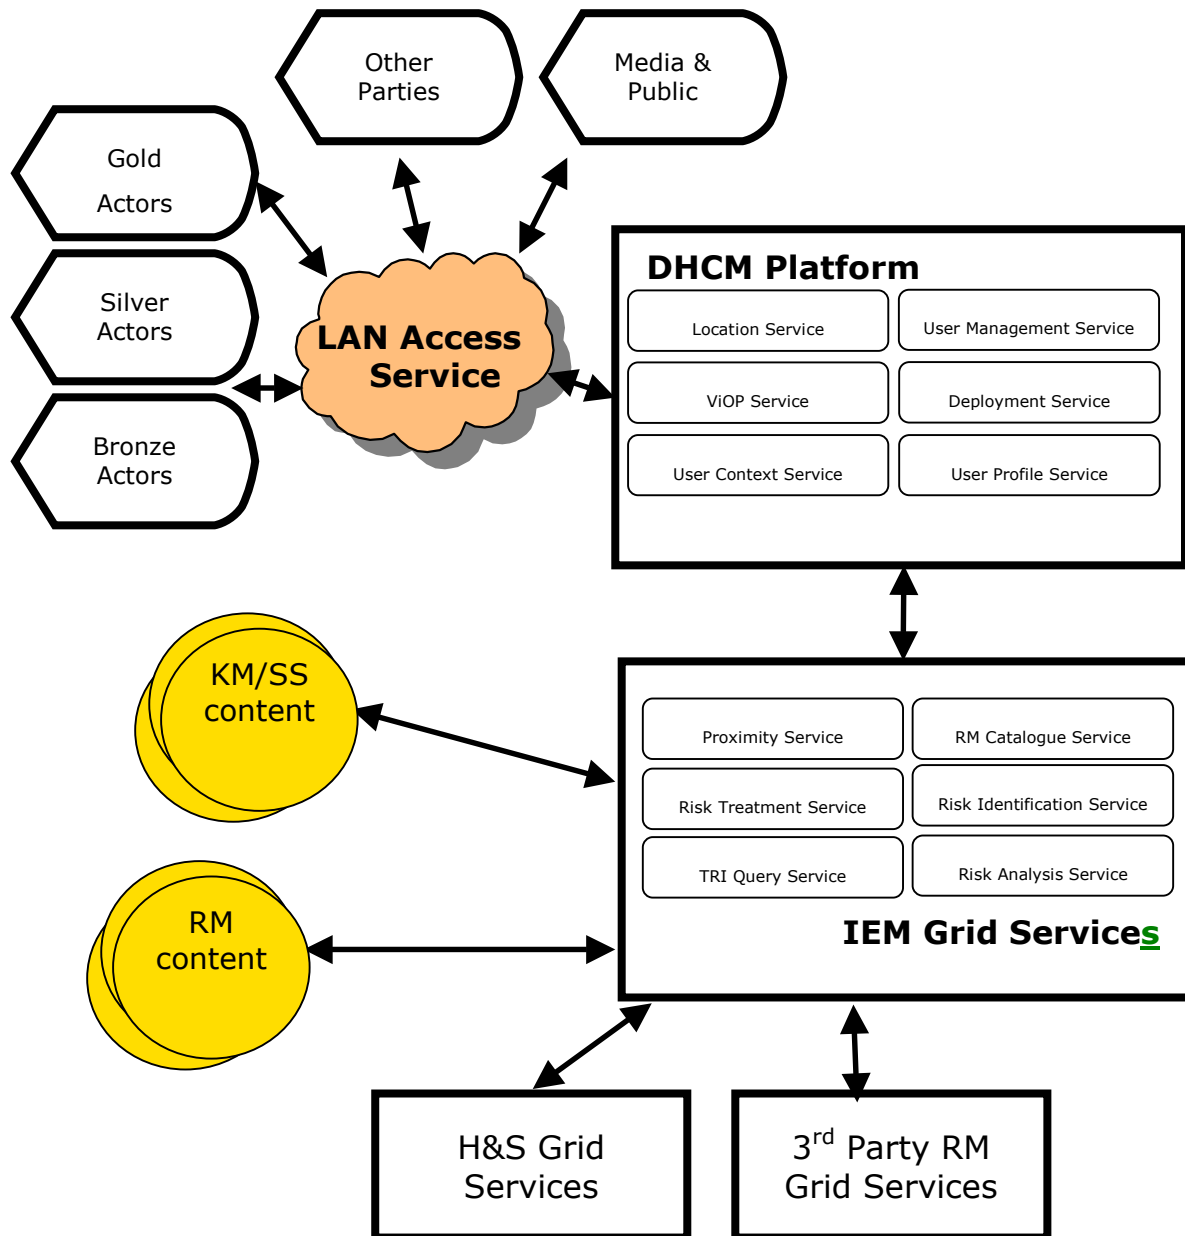 Other
Parties
Media &
Public
Gold
Actors
Silver
Actors
Bronze
Actors
LAN Access
Service
DHCM Platform
Location Service
User Management Service
ViOP Service
Deployment Service
User Context Service
User Profile Service
KM/SS
content
RM
content
Proximity Service
RM Catalogue Service
Risk Treatment Service
Risk Identification Service
TRI Query Service
Risk Analysis Service
IEM Grid Services
H&S Grid
Services
3rd Party RM
Grid Services